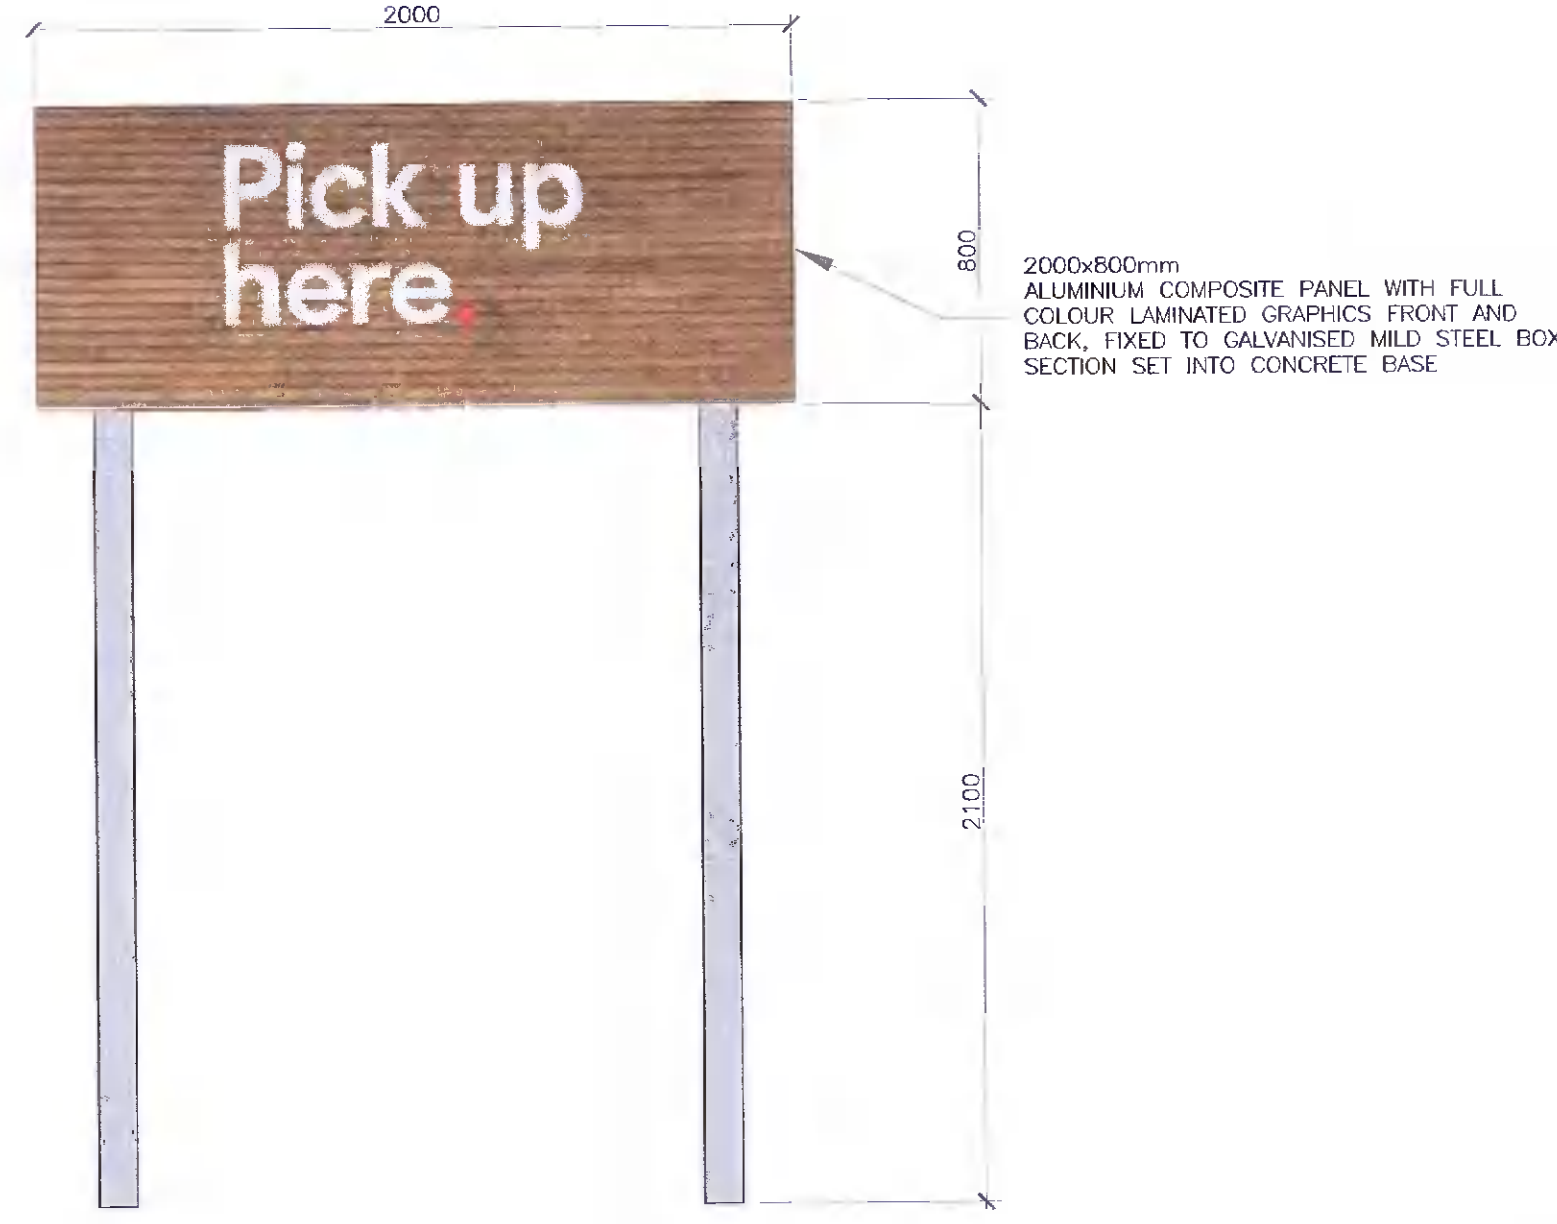 2000
Pick up
here.
800
2000x800mm
ALUMINIUM COMPOSITE PANEL WITH FULL
COLOUR LAMINATED GRAPHICS FRONT AND
BACK, FIXED TO GALVANISED MILD STEEL BOX
SECTION SET INTO CONCRETE BASE
2100